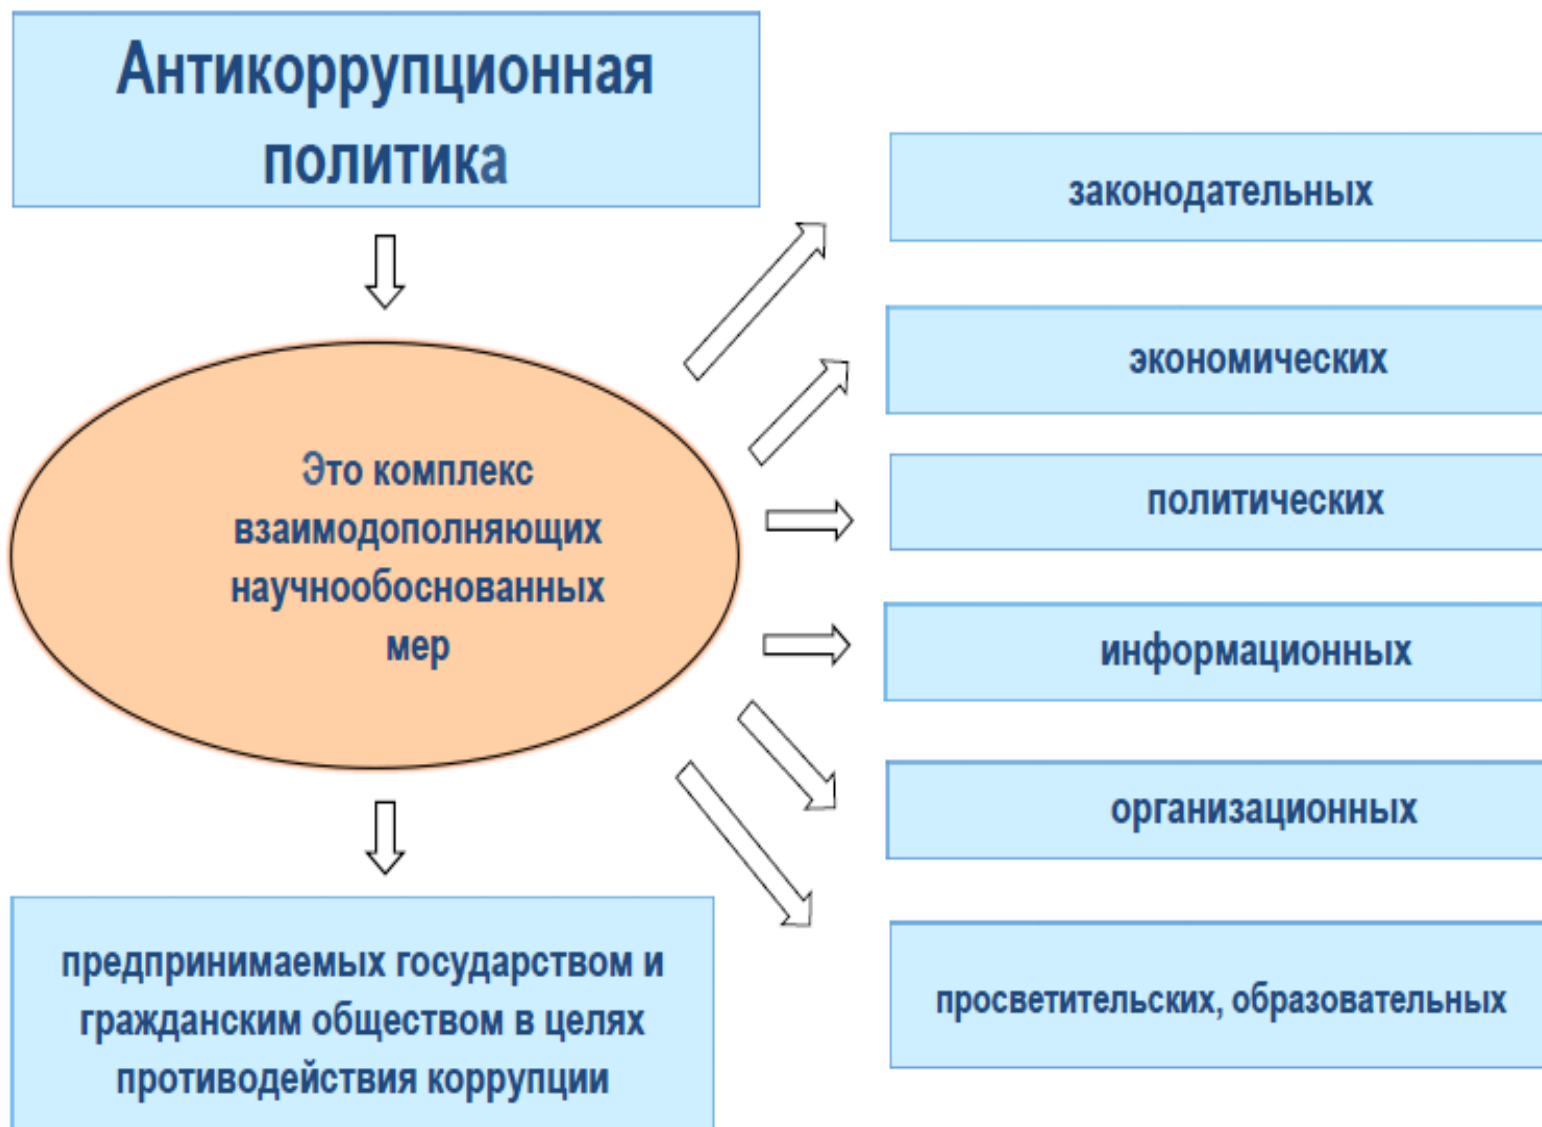 Антикоррупционная
политика
законодательных
экономических
Это комплекс
взаимодополняющих
научнообоснованных
мер
политических
информационных
организационных
предпринимаемых государством и
гражданским обществом в целях
противодействия коррупции
просветительских, образовательных